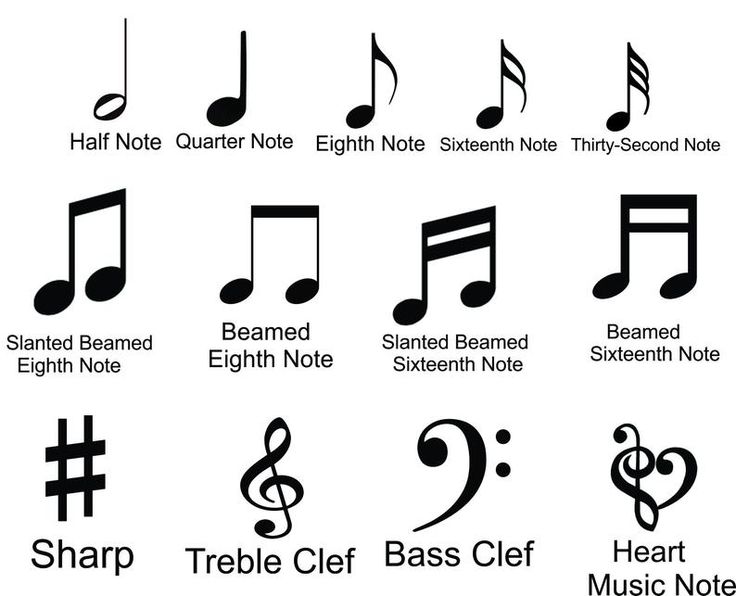 Half Note
Quarter Note
Eighth Note
Sixteenth Note
Thirty-Second Note
Slanted Beamed
Eighth Note
Beamed
Eighth Note
Slanted Beamed
Sixteenth Note
Beamed
Sixteenth Note
Sharp
Treble Clef
Bass Clef
Heart
Music Note